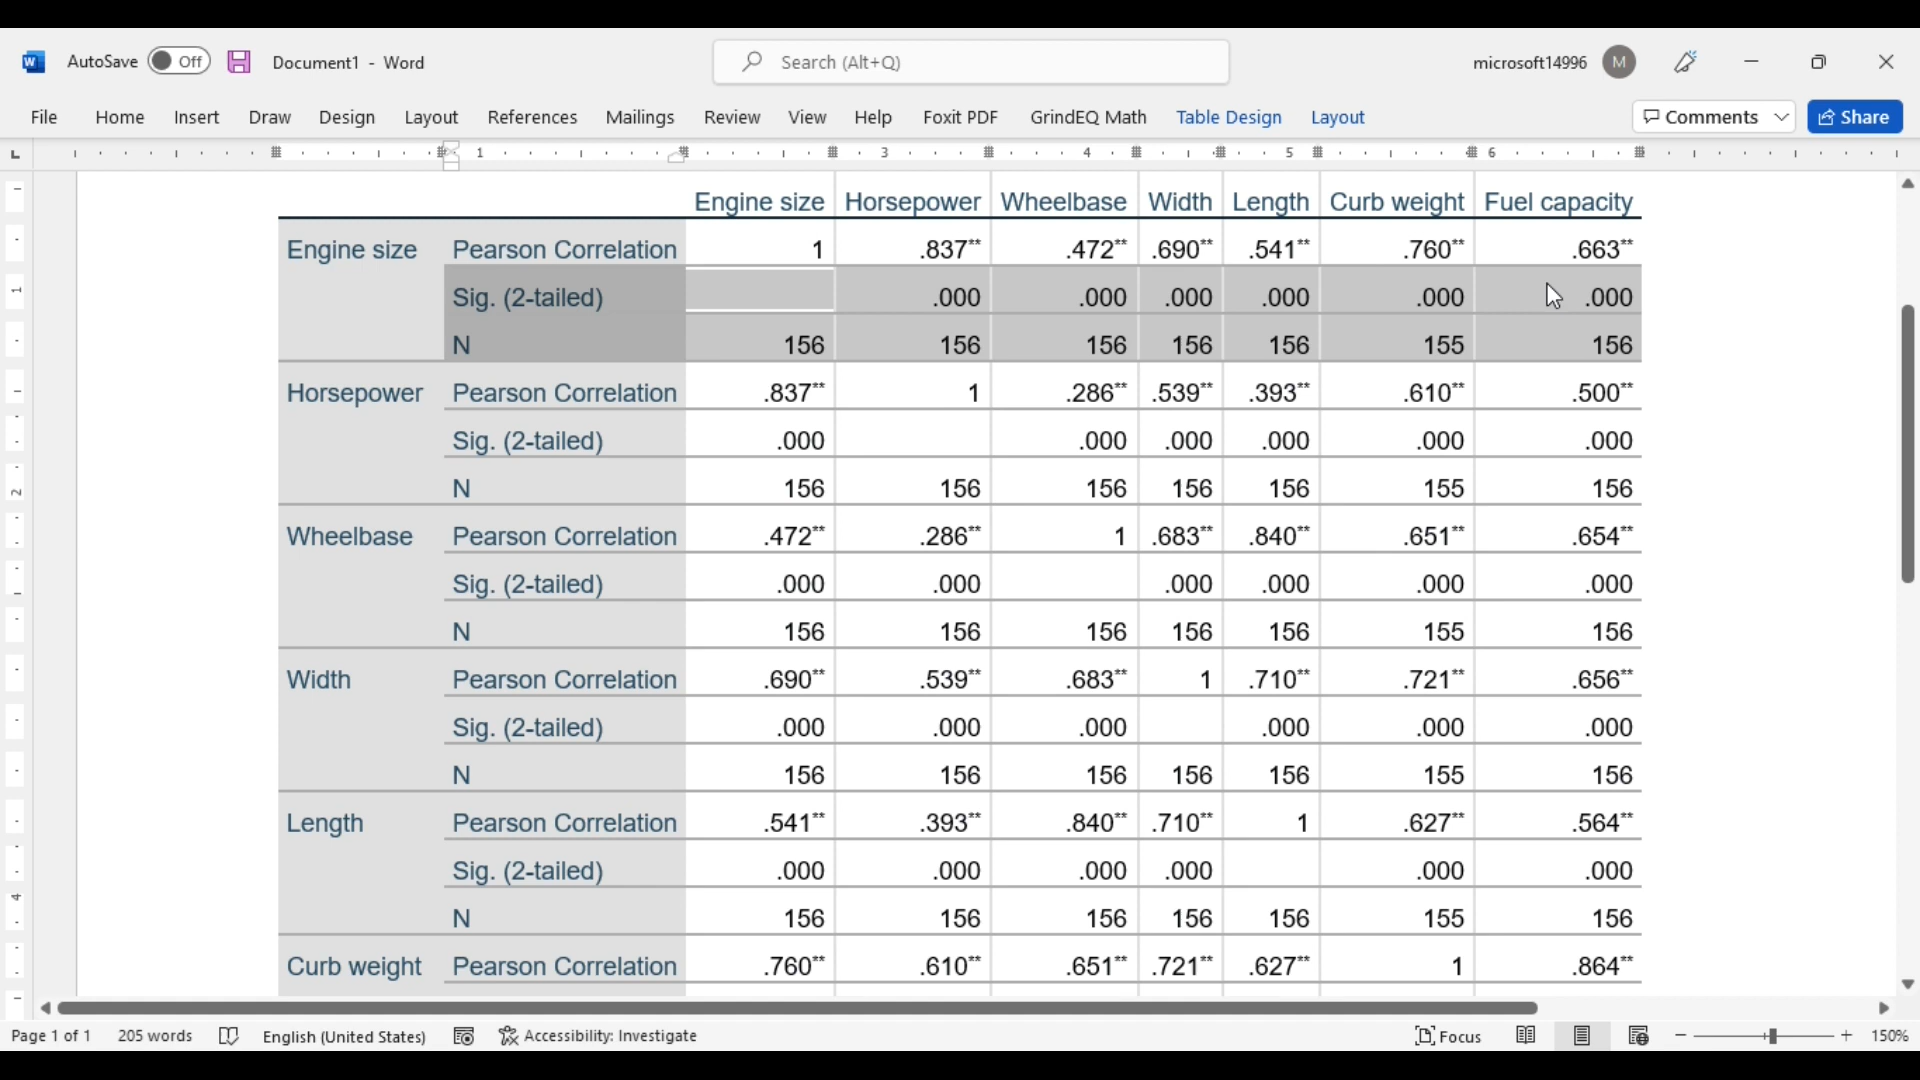 AutoSave Off Document1 - Word Search (Alt+Q) microsoft14996 M
File Home Insert Draw Design Layout References Mailings Review View Help Foxit PDF GrindEQ Math Table Design Layout Comments Share
1 3 4 5 6
Engine size Horsepower Wheelbase Width Length Curb weight Fuel capacity
Engine size Pearson Correlation 1 .837** .472** .690** .541** .760** .663**
Sig. (2-tailed) .000 .000 .000 .000 .000 .000
N 156 156 156 156 156 155 156
Horsepower Pearson Correlation .837** 1 .286** .539** .393** .610** .500**
Sig. (2-tailed) .000 .000 .000 .000 .000 .000
N 156 156 156 156 156 155 156
Wheelbase Pearson Correlation .472** .286** 1 .683** .840** .651** .654**
Sig. (2-tailed) .000 .000 .000 .000 .000 .000
N 156 156 156 156 156 155 156
Width Pearson Correlation .690** .539** .683** 1 .710** .721** .656**
Sig. (2-tailed) .000 .000 .000 .000 .000 .000
N 156 156 156 156 156 155 156
Length Pearson Correlation .541** .393** .840** .710** 1 .627** .564**
Sig. (2-tailed) .000 .000 .000 .000 .000 .000
N 156 156 156 156 156 155 156
Curb weight Pearson Correlation .760** .610** .651** .721** .627** 1 .864**
Page 1 of 1 205 words English (United States) Accessibility: Investigate Focus 150%